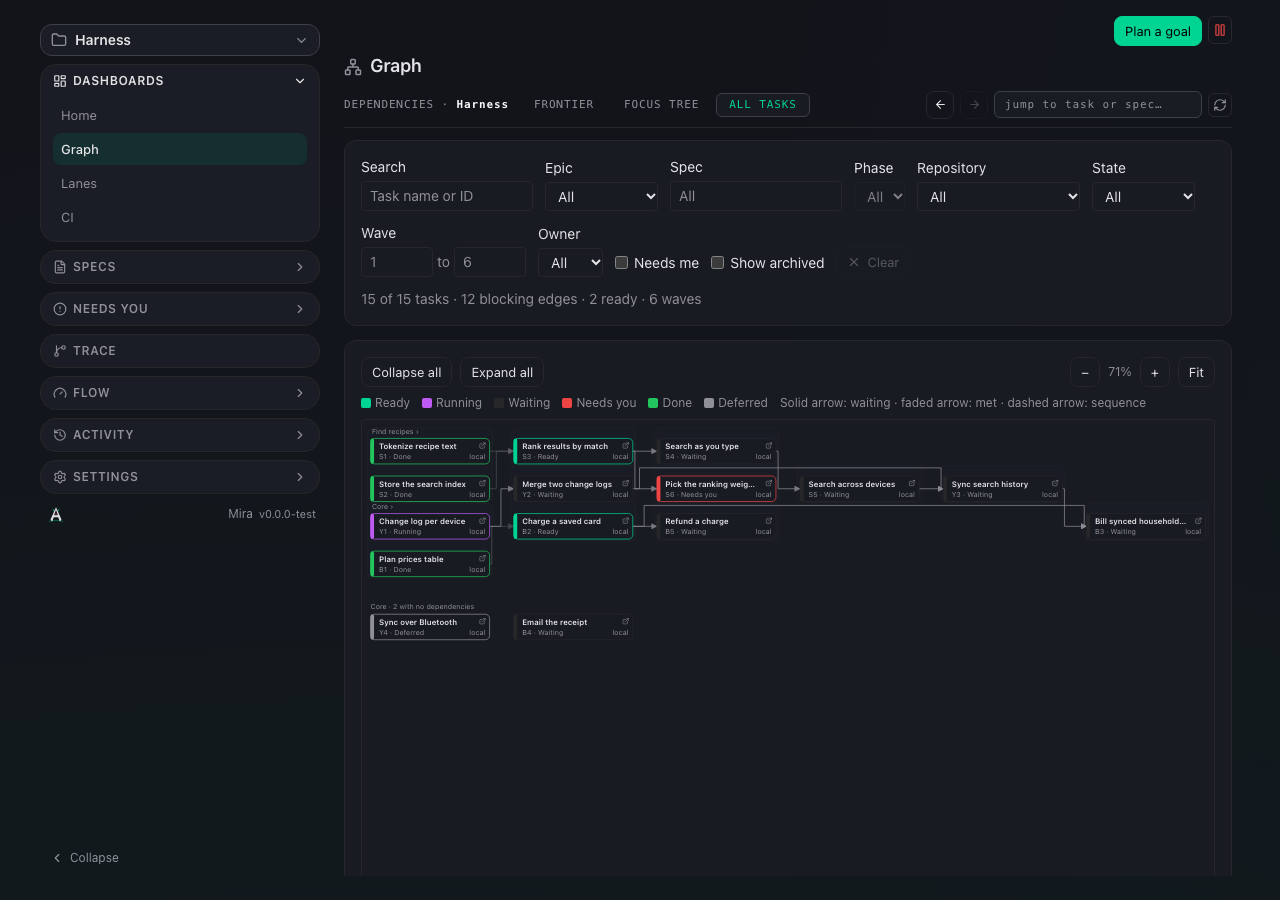 Harness
DASHBOARDS
Home
Graph
Lanes
CI
SPECS
NEEDS YOU
TRACE
FLOW
ACTIVITY
SETTINGS
Mira v0.0.0-test
Collapse
Plan a goal
Graph
DEPENDENCIES · Harness FRONTIER FOCUS TREE ALL TASKS
jump to task or spec…
Search Epic Spec Phase Repository State
Task name or ID All All All All All
Wave Owner
1 to 6 All Needs me Show archived Clear
15 of 15 tasks · 12 blocking edges · 2 ready · 6 waves
Collapse all Expand all − 71% + Fit
Ready Running Waiting Needs you Done Deferred Solid arrow: waiting · faded arrow: met · dashed arrow: sequence
Find recipes ›
Tokenize recipe text Rank results by match Search as you type
S1 · Done local S3 · Ready local S4 · Waiting local
Store the search index Merge two change logs Pick the ranking weig… Search across devices Sync search history
S2 · Done local Y2 · Waiting local S6 · Needs you local S5 · Waiting local Y3 · Waiting local
Core ›
Change log per device Charge a saved card Refund a charge Bill synced household…
Y1 · Running local B2 · Ready local B5 · Waiting local B3 · Waiting local
Plan prices table
B1 · Done local
Core · 2 with no dependencies
Sync over Bluetooth Email the receipt
Y4 · Deferred local B4 · Waiting local